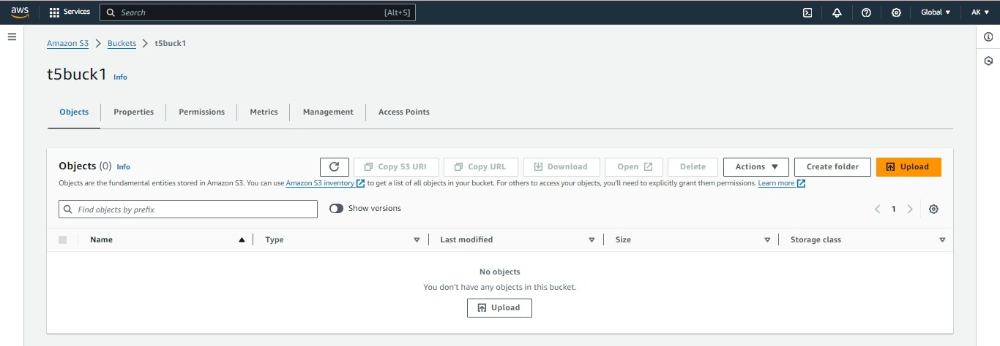 aws Services Search [Alt+S] Global AK
Amazon S3 Buckets t5buck1
t5buck1 Info
Objects Properties Permissions Metrics Management Access Points
Objects (0) Info Copy S3 URI Copy URL Download Open Delete Actions Create folder Upload
Objects are the fundamental entities stored in Amazon S3. You can use Amazon S3 inventory to get a list of all objects in your bucket. For others to access your objects, you'll need to explicitly grant them permissions. Learn more
Find objects by prefix Show versions 1
Name Type Last modified Size Storage class
No objects
You don't have any objects in this bucket.
Upload